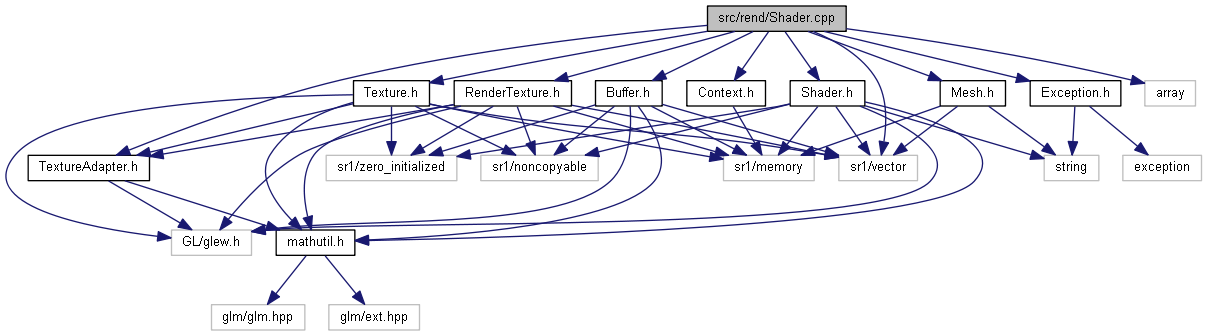 src/rend/Shader.cpp
Texture.h
RenderTexture.h
Buffer.h
Context.h
Shader.h
Mesh.h
Exception.h
array
TextureAdapter.h
sr1/zero_initialized
sr1/noncopyable
sr1/memory
sr1/vector
string
exception
GL/glew.h
mathutil.h
glm/glm.hpp
glm/ext.hpp